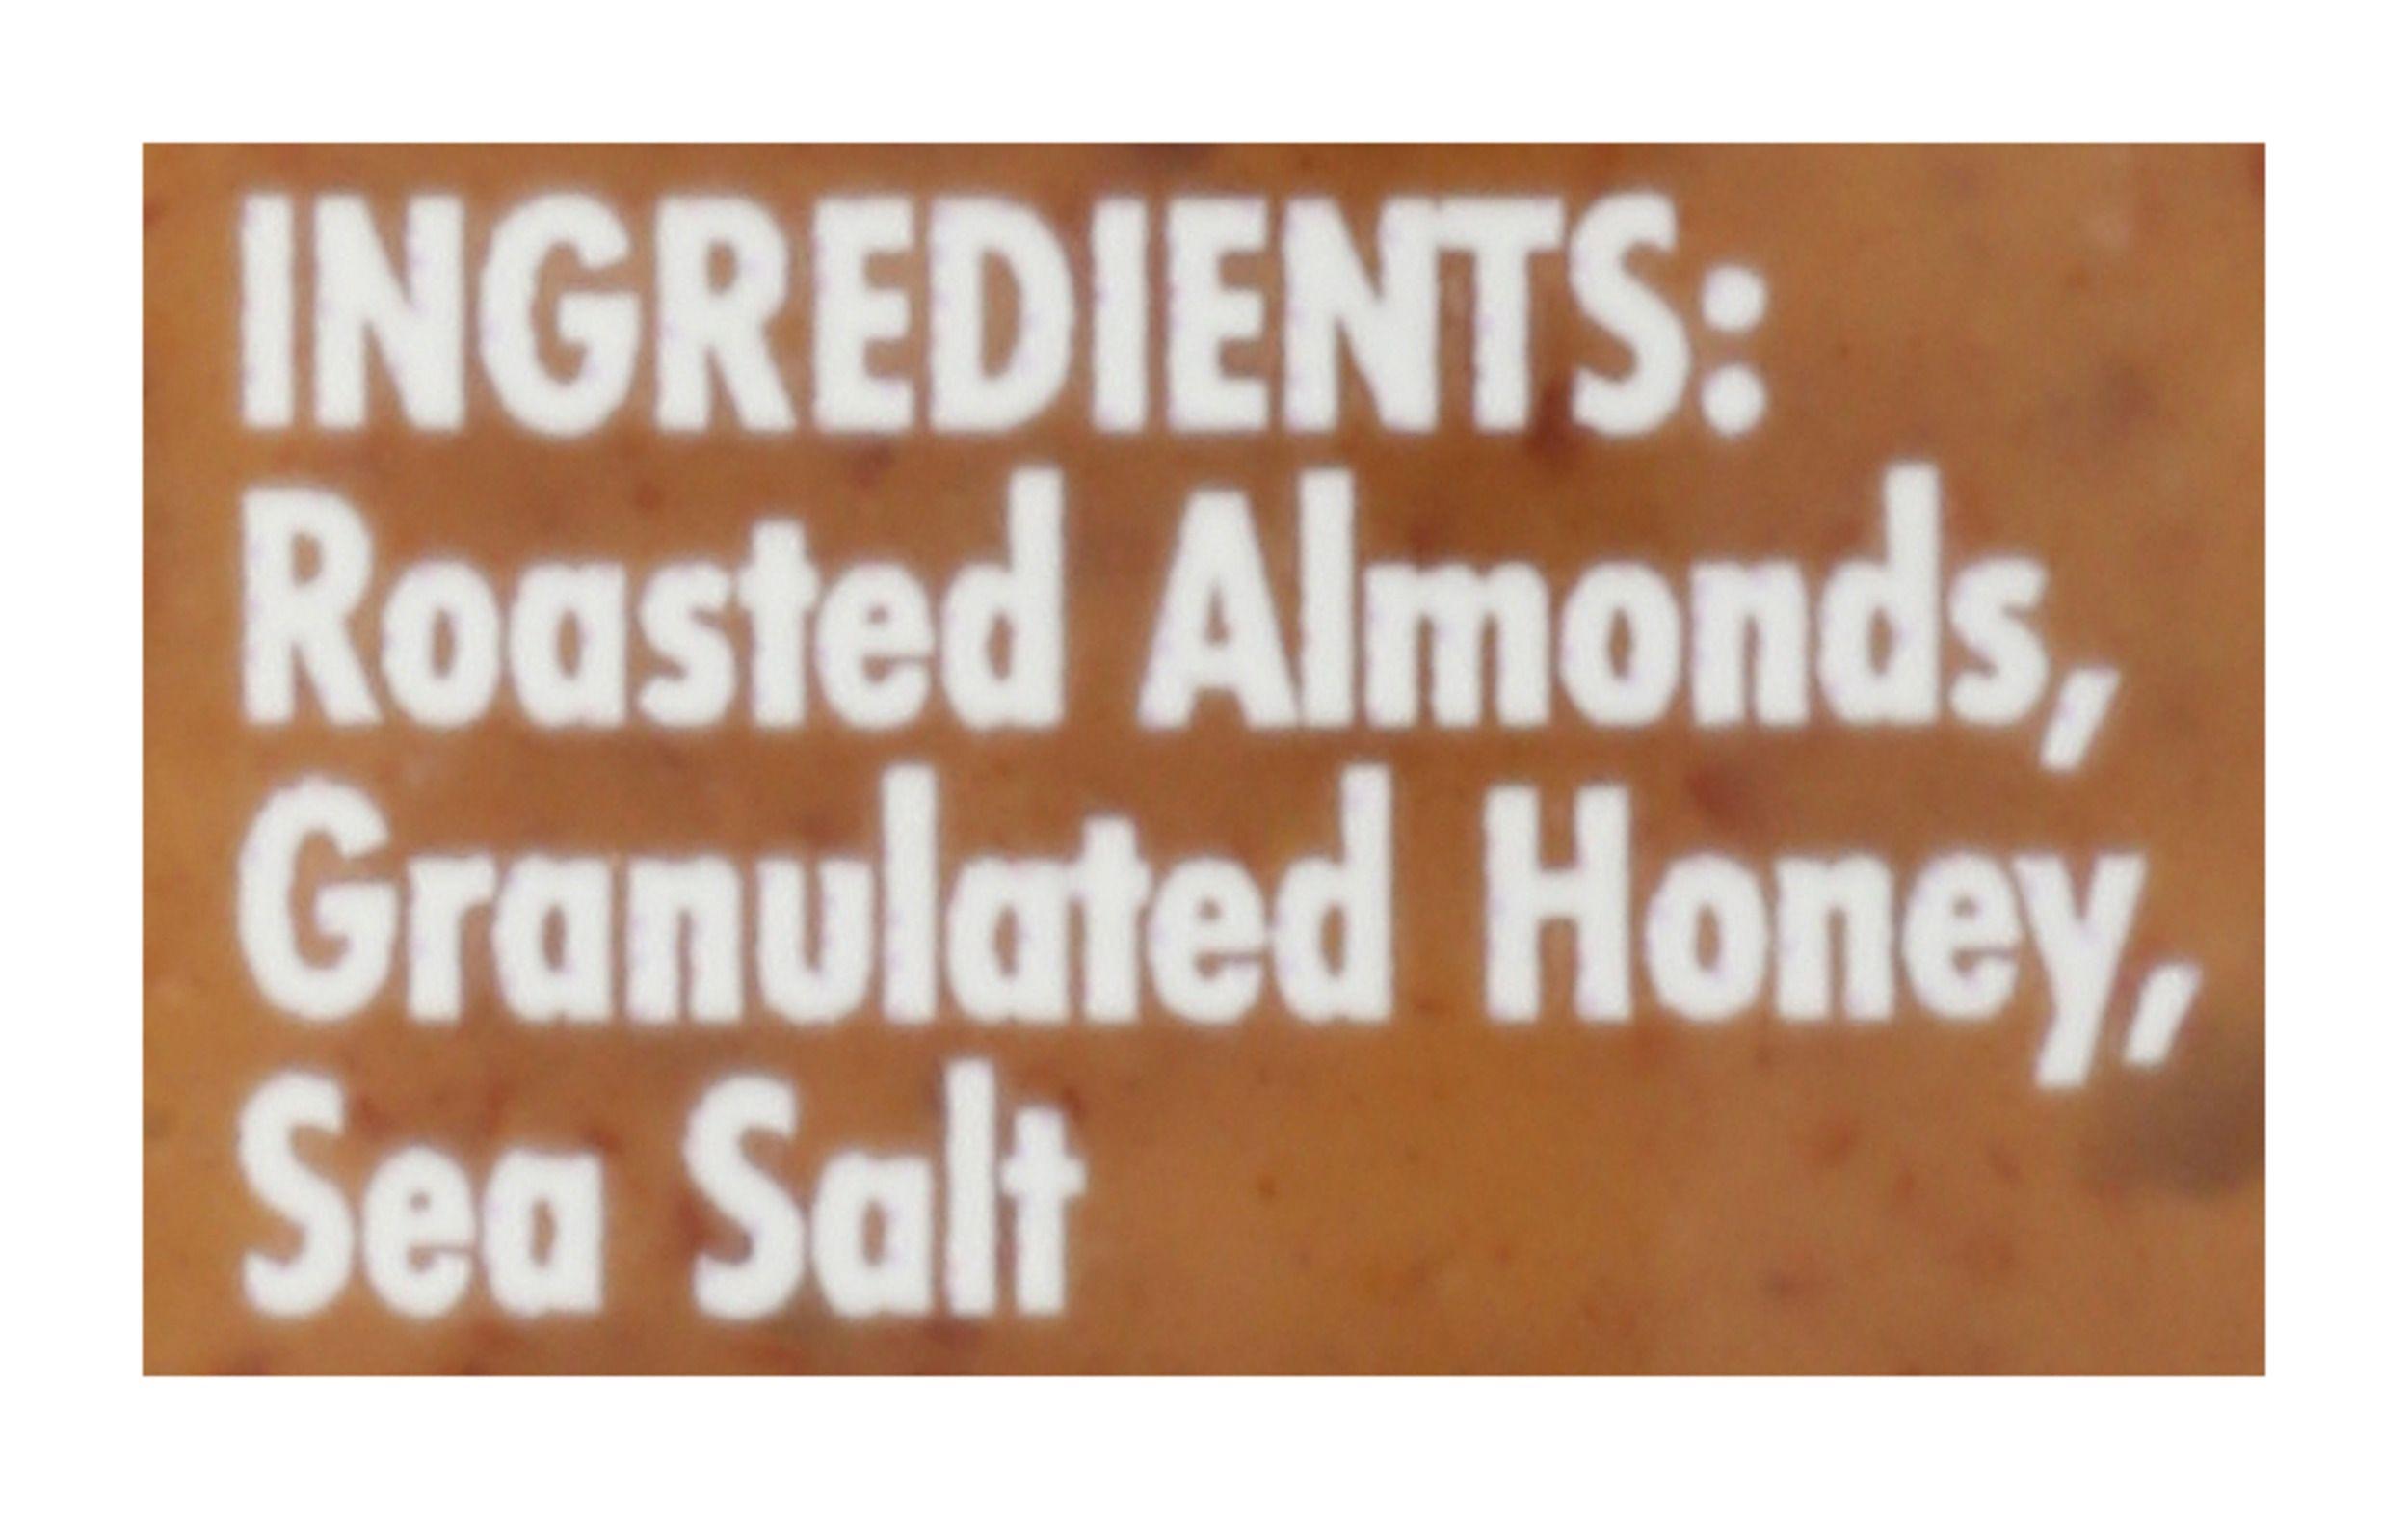 INGREDIENTS:
Roasted Almonds,
Granulated Honey,
Sea Salt